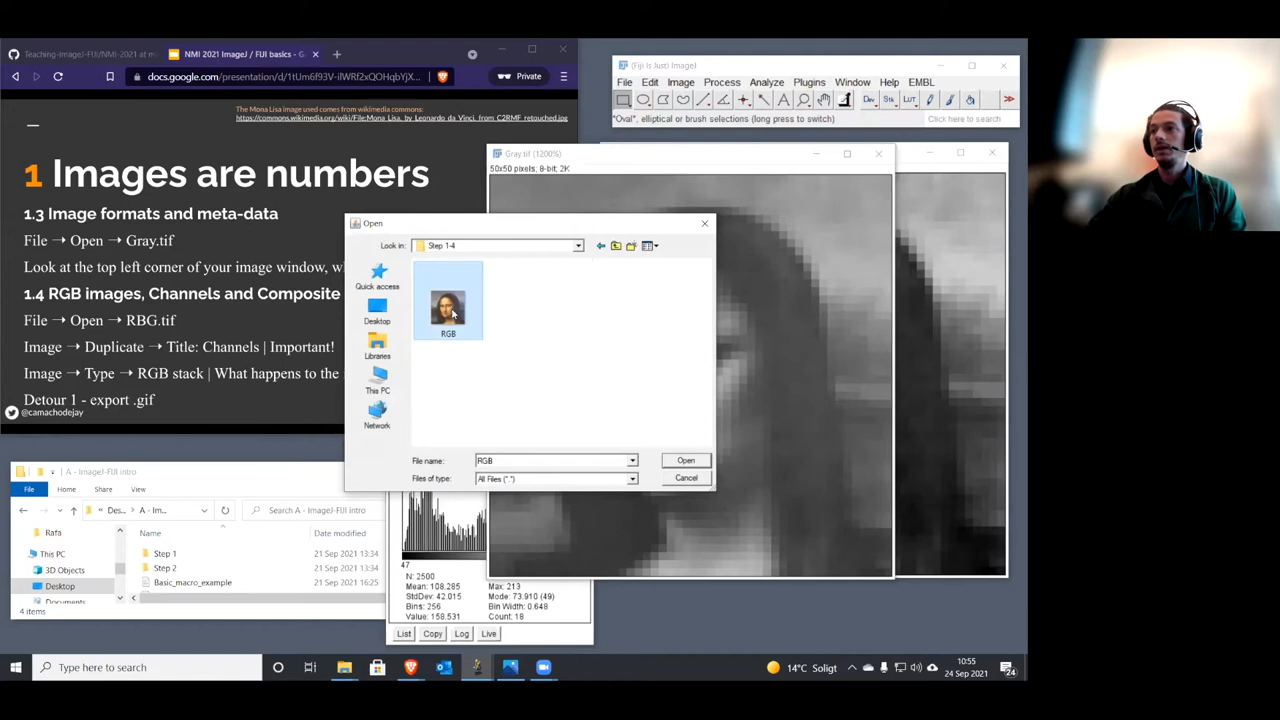 Teaching-ImageJ-FIJI/NMI-2021 at m
NMI 2021 ImageJ / FIJI basics - G
docs.google.com/presentation/d/1tUm6f93V-ilWRf2xQOHqbYjX...
Private
The Mona Lisa image used comes from wikimedia commons:
https://commons.wikimedia.org/wiki/File:Mona_Lisa,_by_Leonardo_da_Vinci,_from_C2RMF_retouched.jpg
1 Images are numbers
1.3 Image formats and meta-data
File → Open → Gray.tif
Look at the top left corner of your image window, w
1.4 RGB images, Channels and Composite
File → Open → RBG.tif
Image → Duplicate → Title: Channels | Important!
Image → Type → RGB stack | What happens to the
Detour 1 - export .gif
@camachodejay
(Fiji Is Just) ImageJ
File Edit Image Process Analyze Plugins Window Help EMBL
Dev Stk LUT
*Oval*, elliptical or brush selections (long press to switch)
Click here to search
Gray.tif (1200%)
50x50 pixels; 8-bit; 2K
Open
Look in: Step 1-4
Quick access
Desktop
Libraries
This PC
Network
RGB
File name: RGB Open
Files of type: All Files (*.*) Cancel
47
N: 2500
Mean: 108.285 Max: 213
StdDev: 42.015 Mode: 73.910 (49)
Bins: 256 Bin Width: 0.648
Value: 158.531 Count: 18
List Copy Log Live
A - ImageJ-FIJI intro
File Home Share View
Des... A - Im... Search A - ImageJ-FIJI intro
Rafa
This PC
3D Objects
Desktop
Documents
Name Date modified
Step 1 21 Sep 2021 13:34
Step 2 21 Sep 2021 13:34
Basic_macro_example 21 Sep 2021 16:25
4 items
Type here to search
14°C Soligt
10:55
24 Sep 2021
24